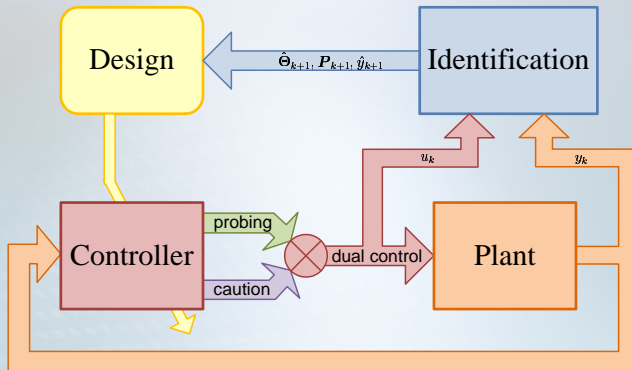 Design
Θ̂ₖ₊₁, Pₖ₊₁, ŷₖ₊₁
Identification
uₖ
yₖ
Controller
probing
caution
dual control
Plant